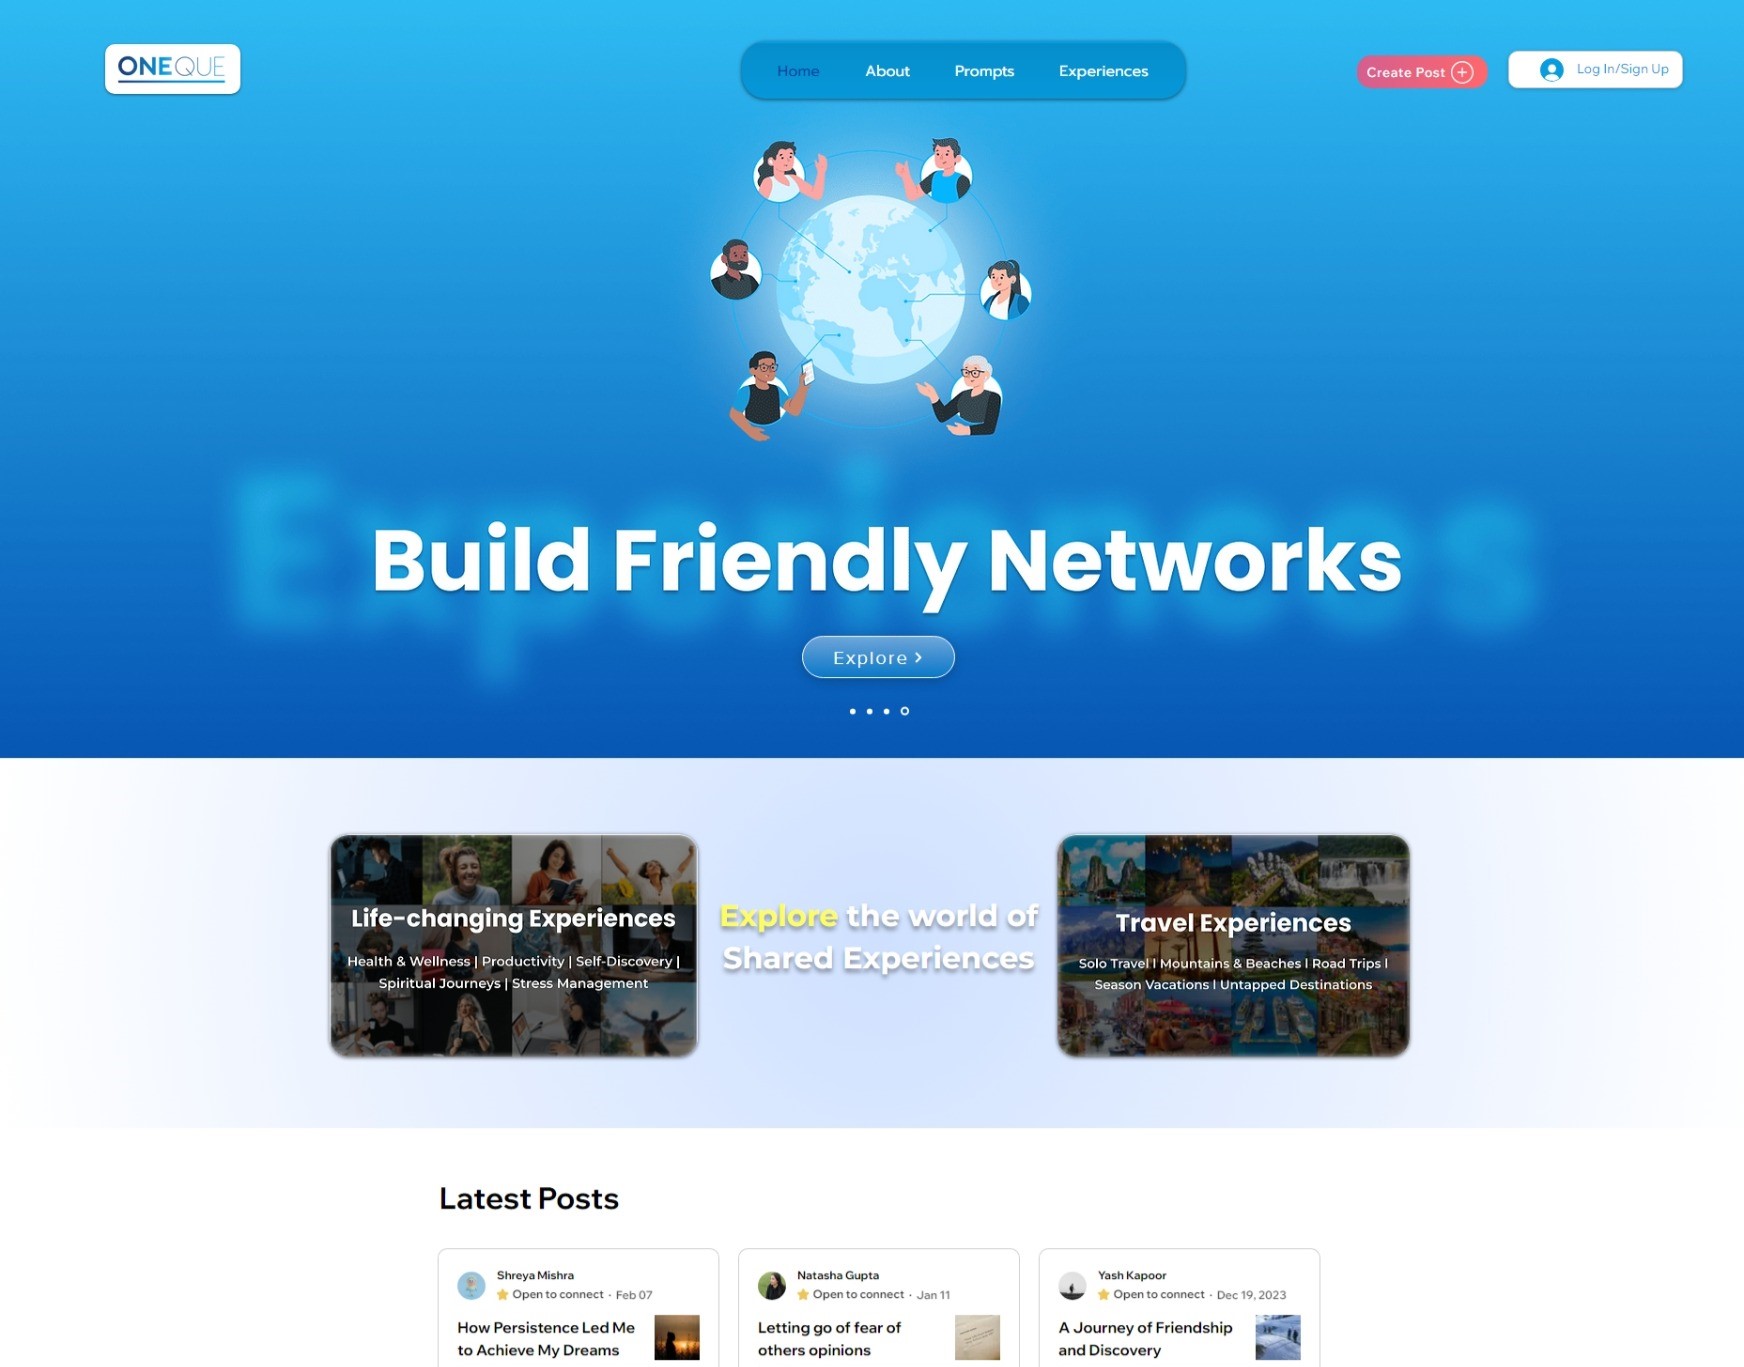 ONEQUE
Home
About
Prompts
Experiences
Create Post
Log In/Sign Up
Experiences
Build Friendly Networks
Explore
Life-changing Experiences
Health & Wellness | Productivity | Self-Discovery |
Spiritual Journeys | Stress Management
Explore the world of
Shared Experiences
Travel Experiences
Solo Travel I Mountains & Beaches I Road Trips I
Season Vacations I Untapped Destinations
Latest Posts
Shreya Mishra
Open to connect · Feb 07
How Persistence Led Me
to Achieve My Dreams
Natasha Gupta
Open to connect · Jan 11
Letting go of fear of
others opinions
Yash Kapoor
Open to connect · Dec 19, 2023
A Journey of Friendship
and Discovery